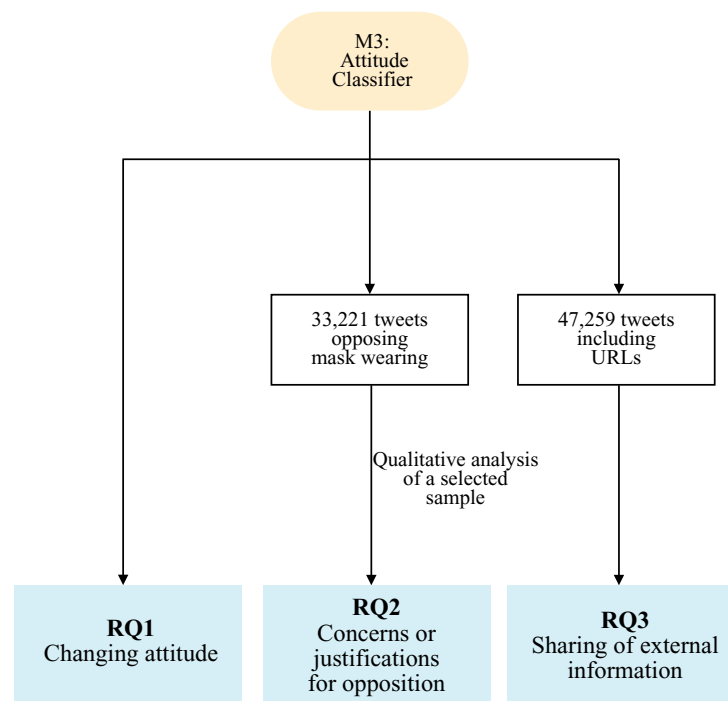 M3:
Attitude
Classifier
33,221 tweets
opposing
mask wearing
47,259 tweets
including
URLs
Qualitative analysis
of a selected
sample
RQ1
Changing attitude
RQ2
Concerns or
justifications
for opposition
RQ3
Sharing of external
information